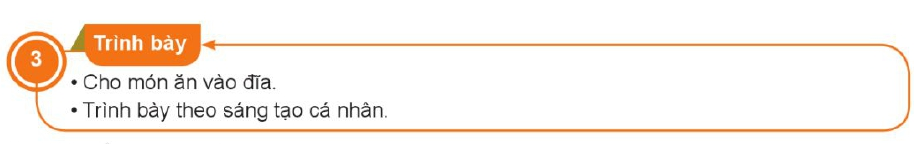 3
Trình bày
• Cho món ăn vào đĩa.
• Trình bày theo sáng tạo cá nhân.